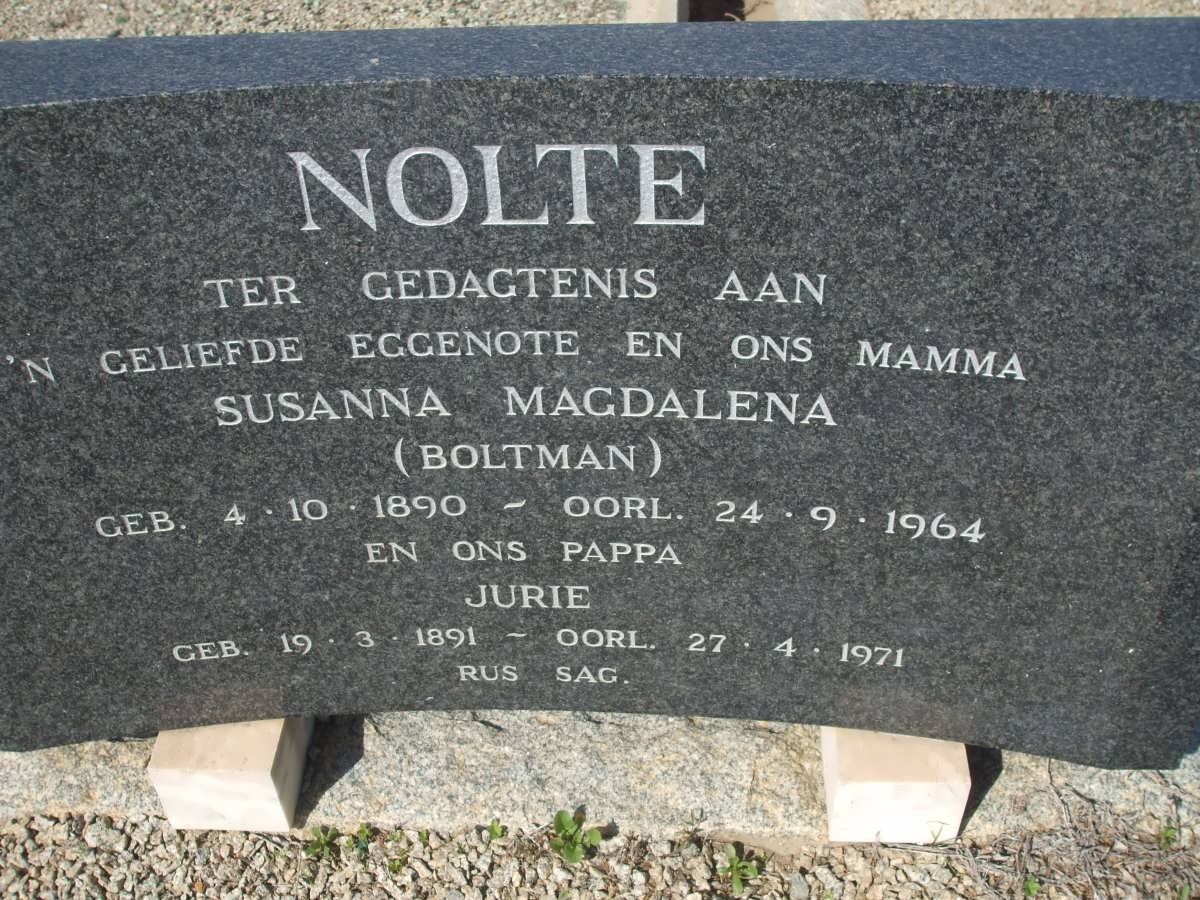 NOLTE
TER GEDAGTENIS AAN
'N GELIEFDE EGGENOTE EN ONS MAMMA
SUSANNA MAGDALENA
(BOLTMAN)
GEB. 4 · 10 · 1890 ~ OORL. 24 · 9 · 1964
EN ONS PAPPA
JURIE
GEB. 19 · 3 · 1891 ~ OORL. 27 · 4 · 1971
RUS SAG.